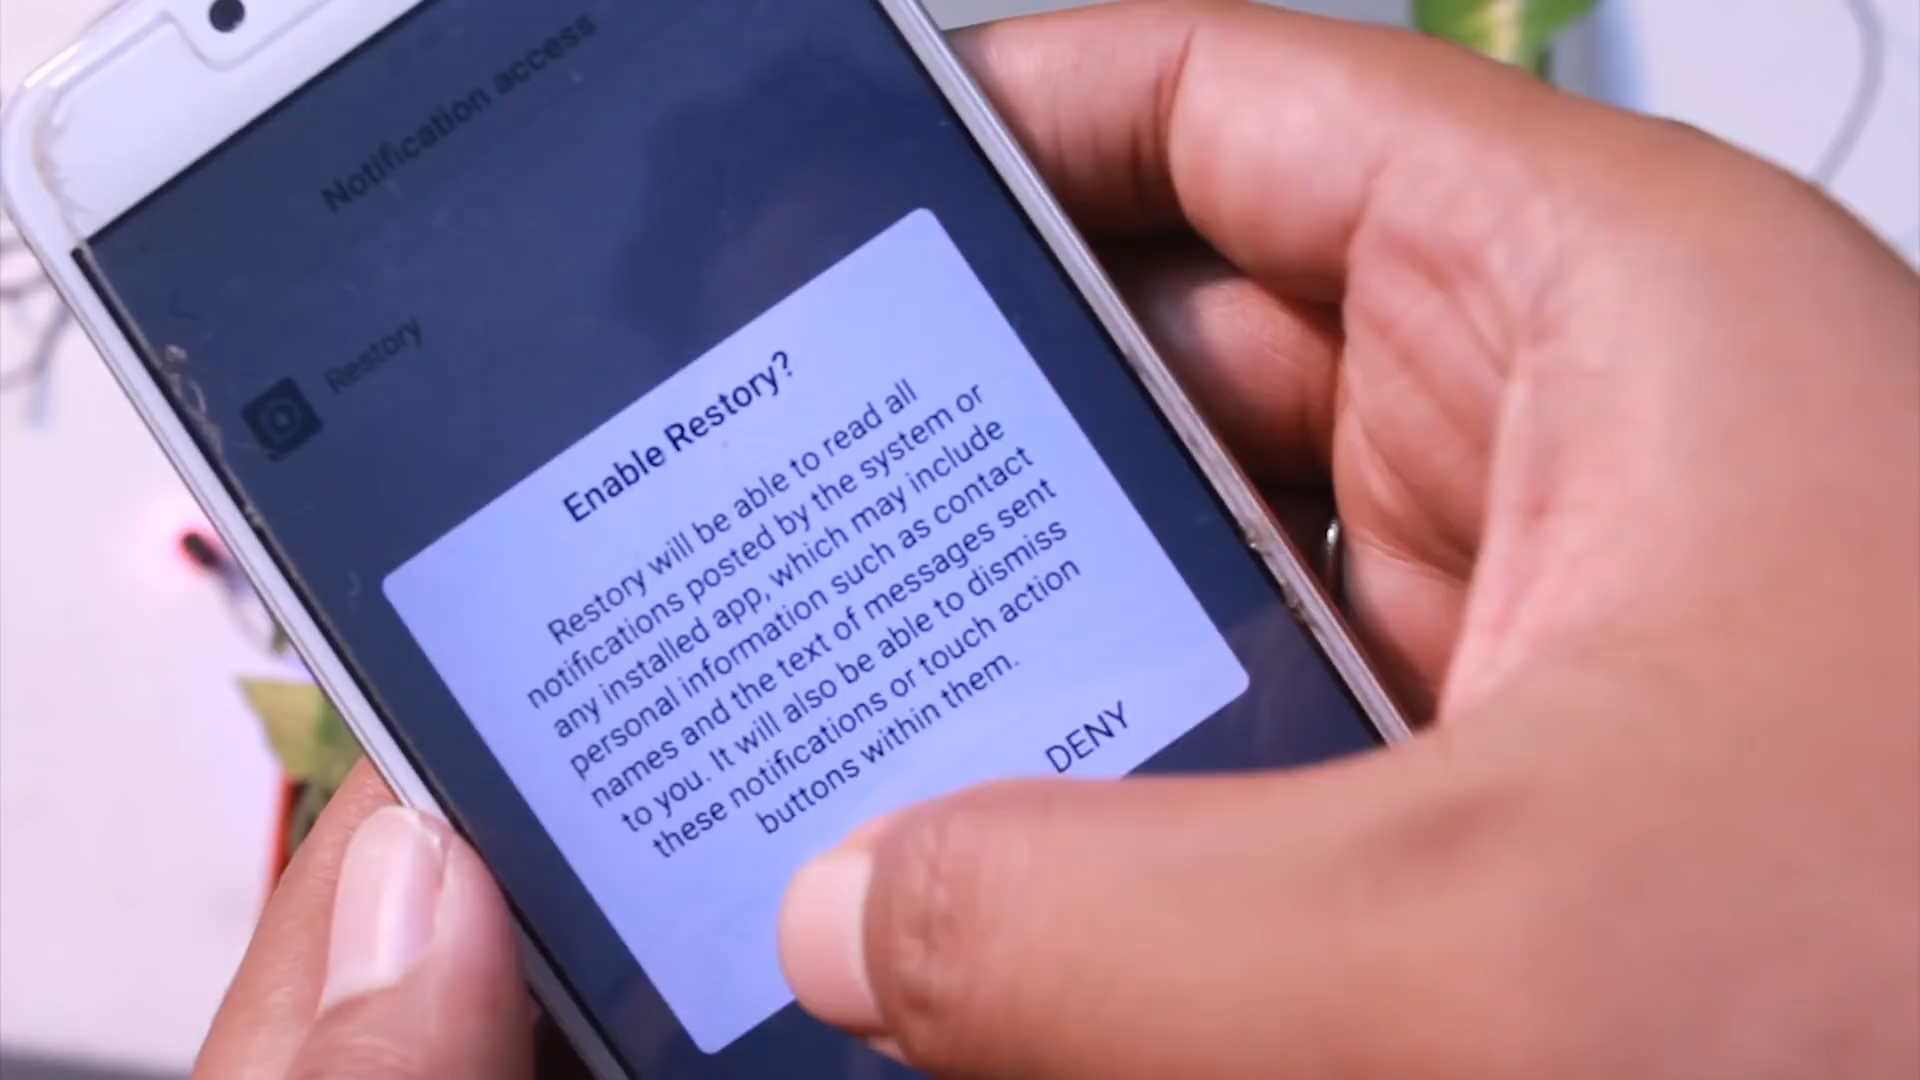 Notification access
Restory
Enable Restory?
Restory will be able to read all
notifications posted by the system or
any installed app, which may include
personal information such as contact
names and the text of messages sent
to you. It will also be able to dismiss
these notifications or touch action
buttons within them.
DENY